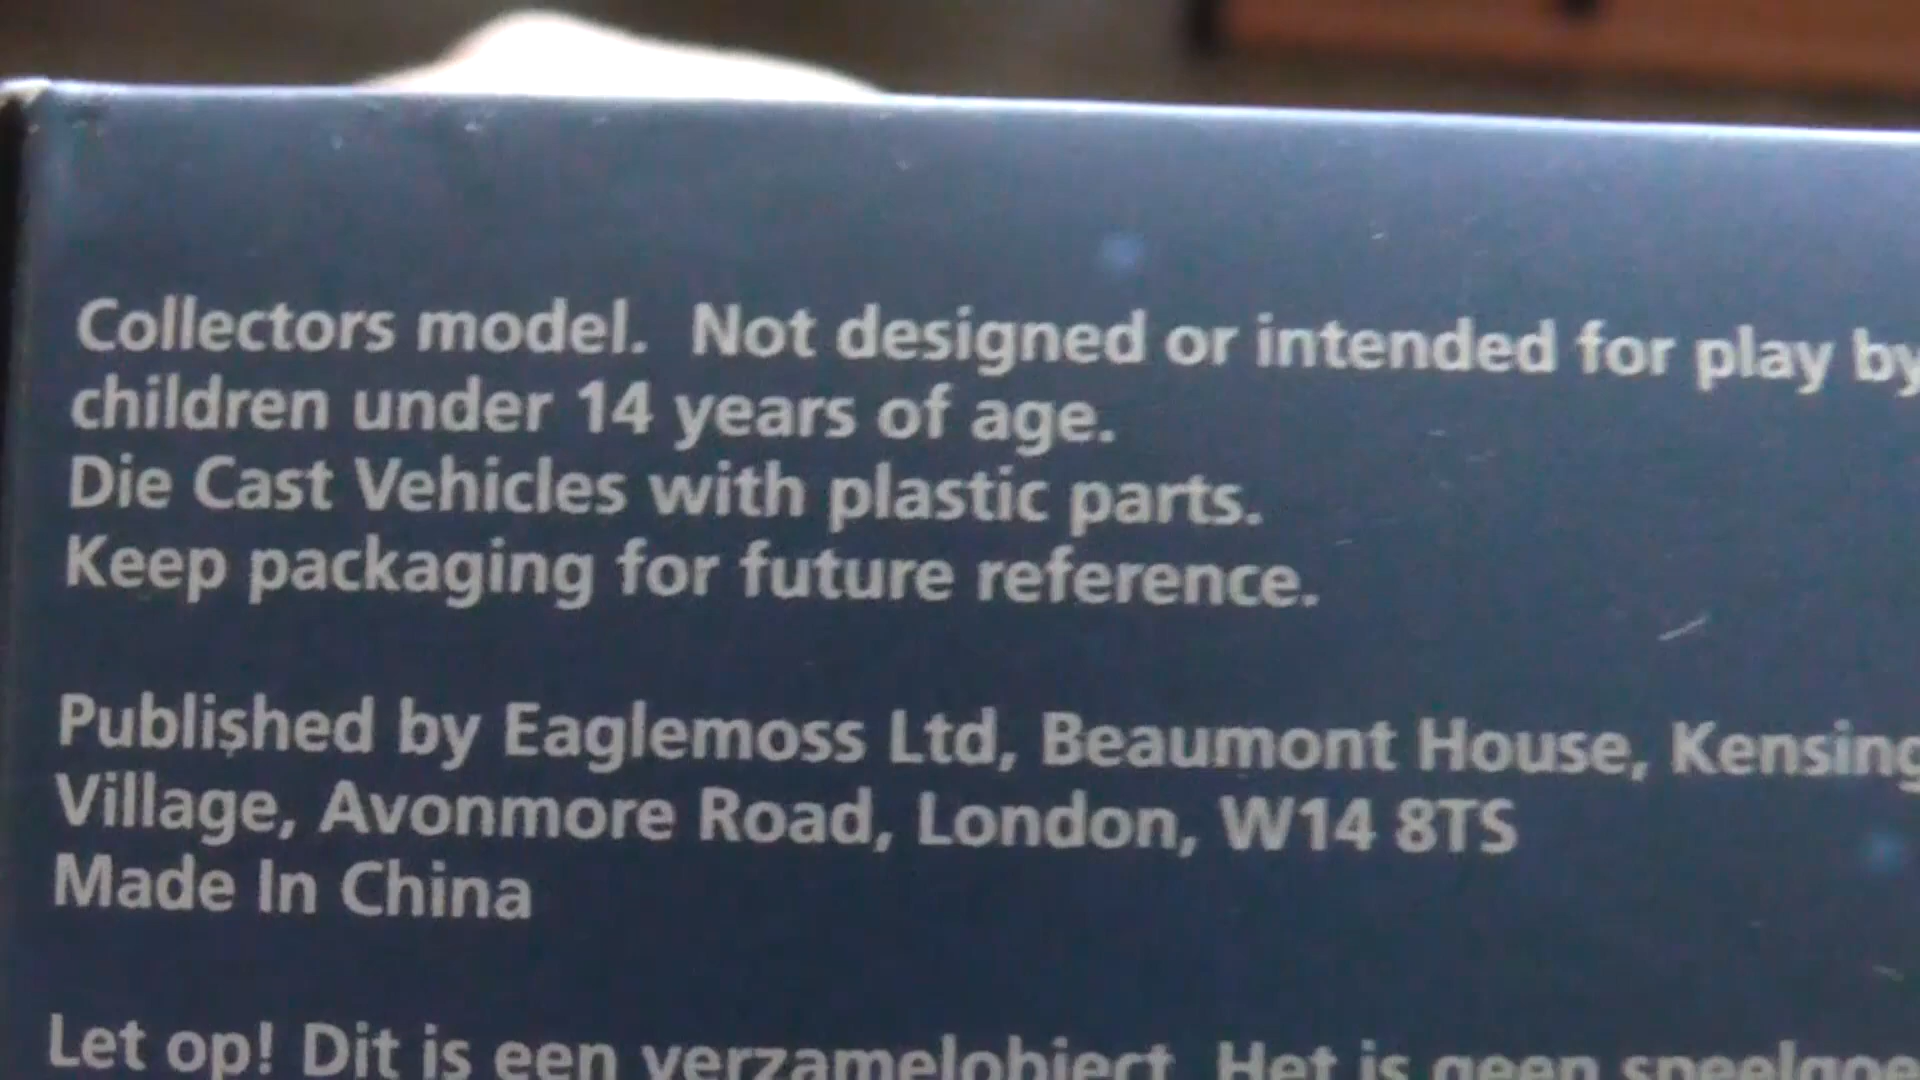 Collectors model. Not designed or intended for play by
children under 14 years of age.
Die Cast Vehicles with plastic parts.
Keep packaging for future reference.
Published by Eaglemoss Ltd, Beaumont House, Kensing
Village, Avonmore Road, London, W14 8TS
Made In China
Let op! Dit is een verzamelobject. Het is geen speelgoe